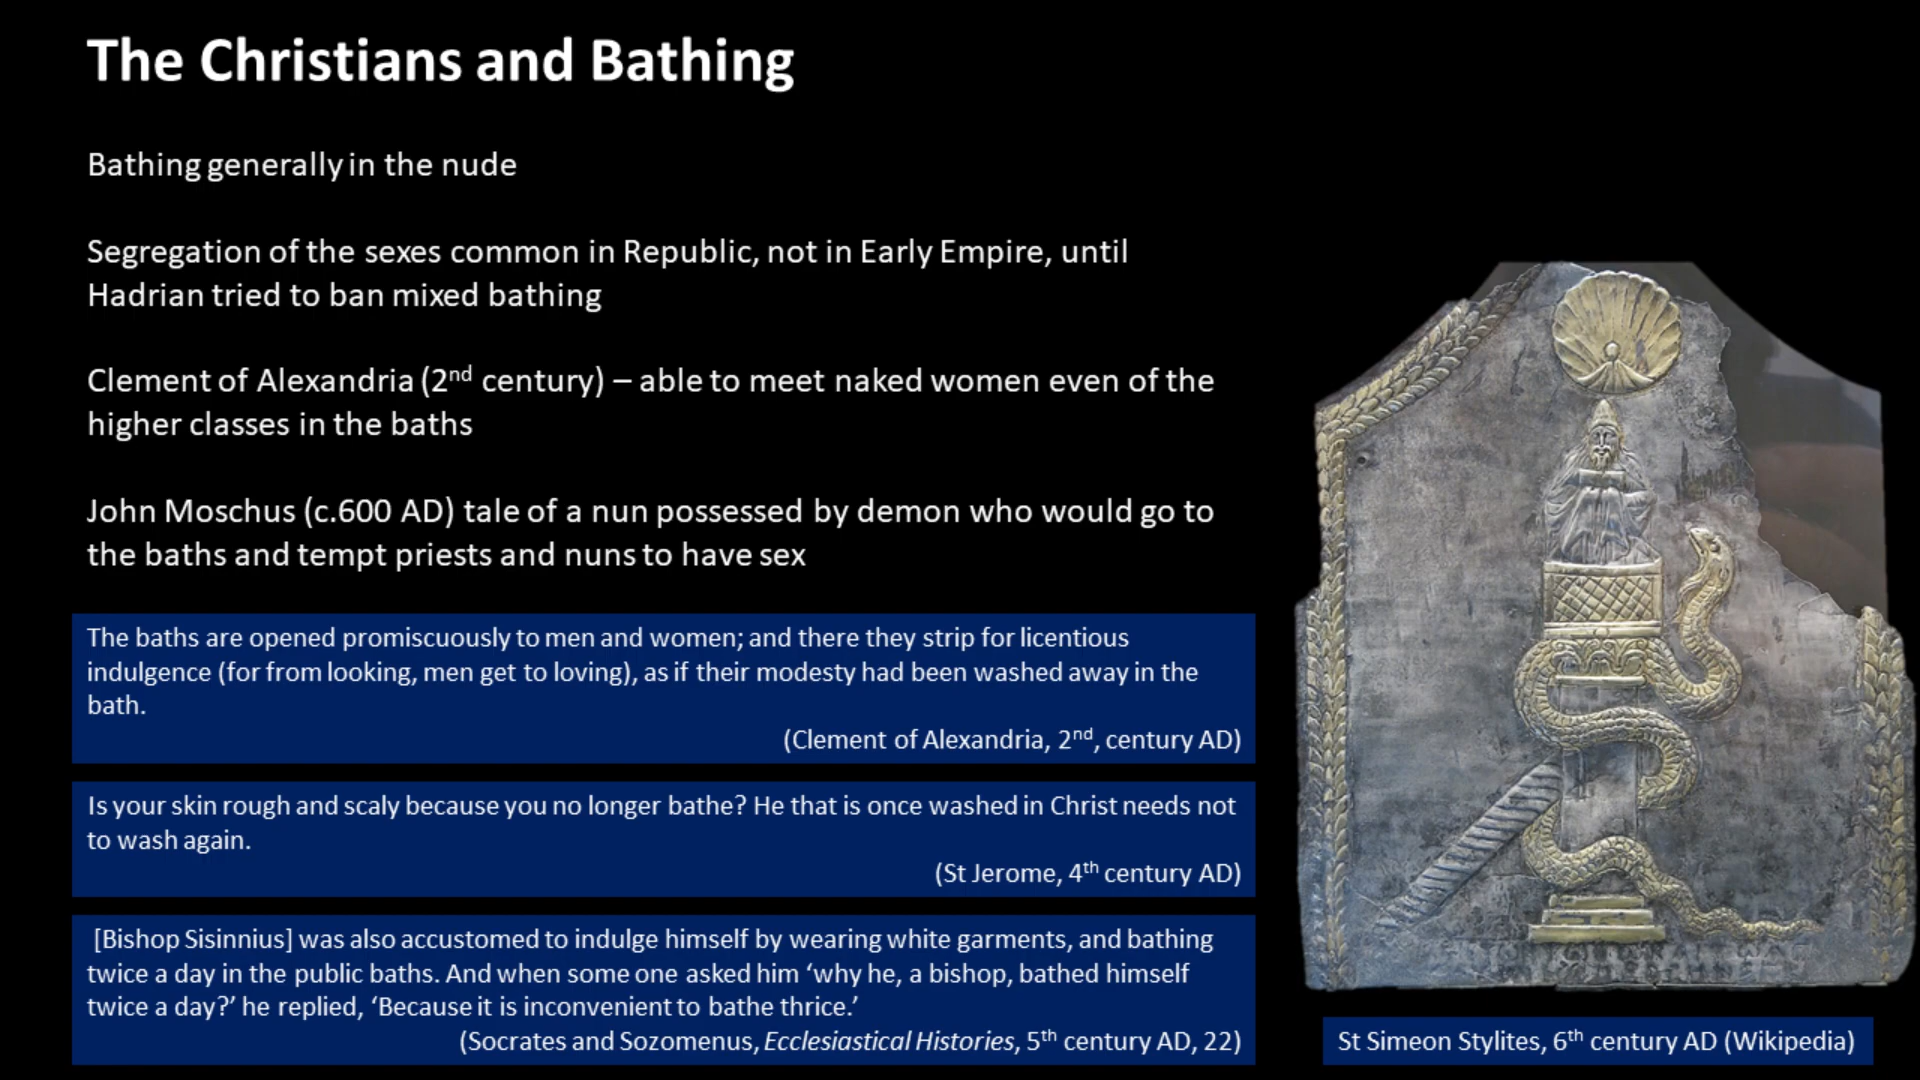 The Christians and Bathing
Bathing generally in the nude
Segregation of the sexes common in Republic, not in Early Empire, until
Hadrian tried to ban mixed bathing
Clement of Alexandria (2nd century) – able to meet naked women even of the
higher classes in the baths
John Moschus (c.600 AD) tale of a nun possessed by demon who would go to
the baths and tempt priests and nuns to have sex
The baths are opened promiscuously to men and women; and there they strip for licentious
indulgence (for from looking, men get to loving), as if their modesty had been washed away in the
bath.
(Clement of Alexandria, 2nd, century AD)
Is your skin rough and scaly because you no longer bathe? He that is once washed in Christ needs not
to wash again.
(St Jerome, 4th century AD)
[Bishop Sisinnius] was also accustomed to indulge himself by wearing white garments, and bathing
twice a day in the public baths. And when some one asked him ‘why he, a bishop, bathed himself
twice a day?’ he replied, ‘Because it is inconvenient to bathe thrice.’
(Socrates and Sozomenus, Ecclesiastical Histories, 5th century AD, 22)
St Simeon Stylites, 6th century AD (Wikipedia)